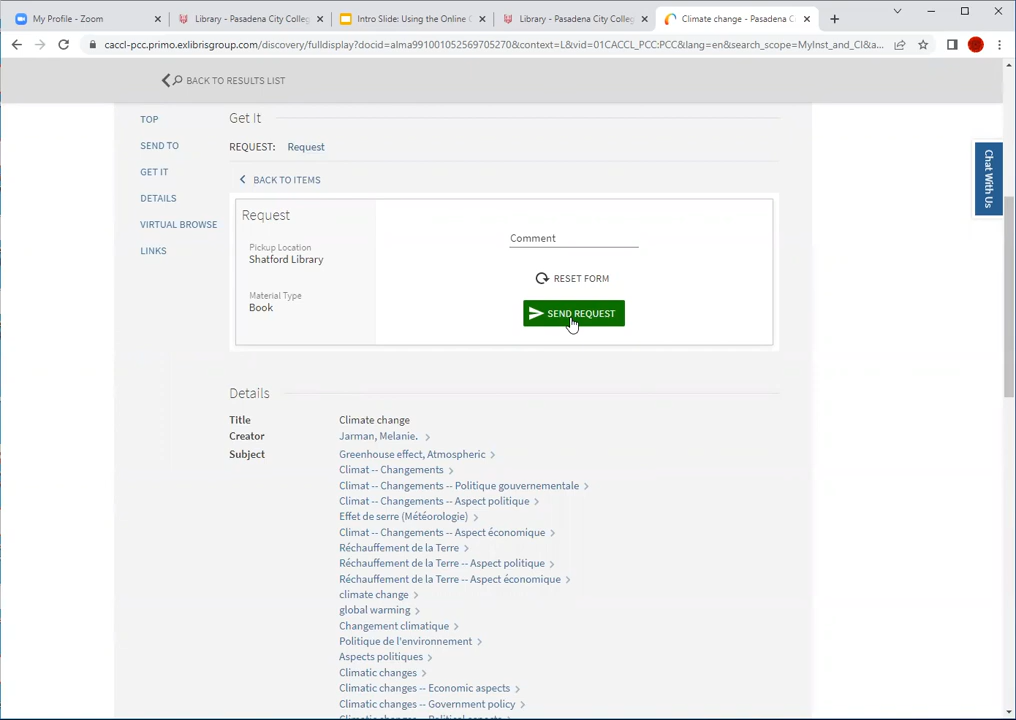 My Profile - Zoom
Library - Pasadena City Colleg
Intro Slide: Using the Online C
Library - Pasadena City College
Climate change - Pasadena Ci
caccl-pcc.primo.exlibrisgroup.com/discovery/fulldisplay?docid=alma991001052569705270&context=L&vid=01CACCL_PCC:PCC&lang=en&search_scope=MyInst_and_CI&a...
BACK TO RESULTS LIST
TOP
SEND TO
GET IT
DETAILS
VIRTUAL BROWSE
LINKS
Get It
REQUEST: Request
BACK TO ITEMS
Request
Pickup Location
Shatford Library
Material Type
Book
Comment
RESET FORM
SEND REQUEST
Chat With Us
Details
Title Climate change
Creator Jarman, Melanie.
Subject Greenhouse effect, Atmospheric
Climat -- Changements
Climat -- Changements -- Politique gouvernementale
Climat -- Changements -- Aspect politique
Effet de serre (Météorologie)
Climat -- Changements -- Aspect économique
Réchauffement de la Terre
Réchauffement de la Terre -- Aspect politique
Réchauffement de la Terre -- Aspect économique
climate change
global warming
Changement climatique
Politique de l'environnement
Aspects politiques
Climatic changes
Climatic changes -- Economic aspects
Climatic changes -- Government policy
Climatic changes -- Political aspects